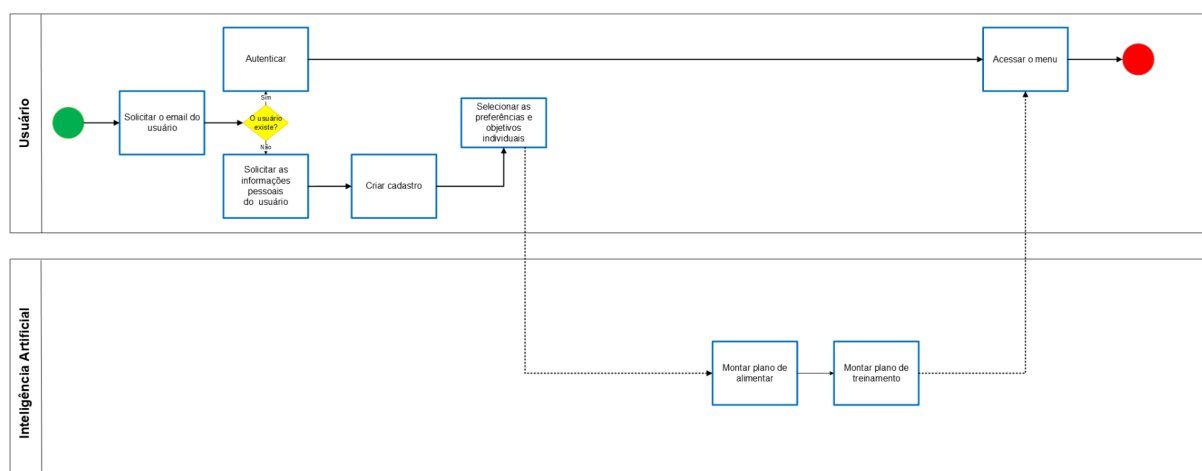 Usuário
Solicitar o email do
usuário
Autenticar
Sim
O usuário
existe?
Não
Solicitar as
informações
pessoais
do usuário
Criar cadastro
Selecionar as
preferências e
objetivos
individuais
Acessar o menu
Inteligência Artificial
Montar plano de
alimentar
Montar plano de
treinamento